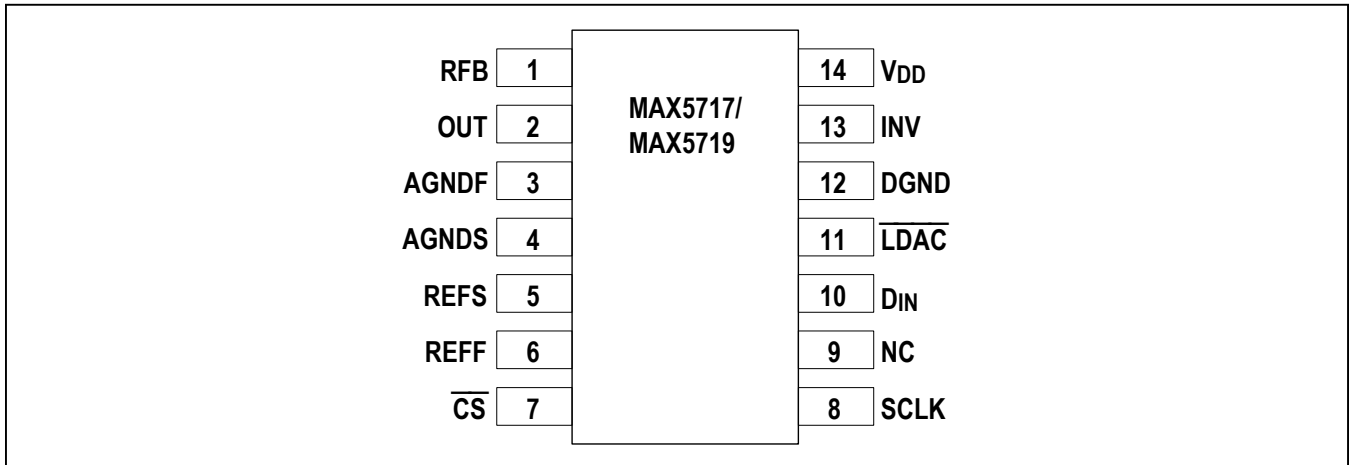 RFB 1
OUT 2
AGNDF 3
AGNDS 4
REFS 5
REFF 6
CS 7
MAX5717/
MAX5719
14 VDD
13 INV
12 DGND
11 LDAC
10 DIN
9 NC
8 SCLK